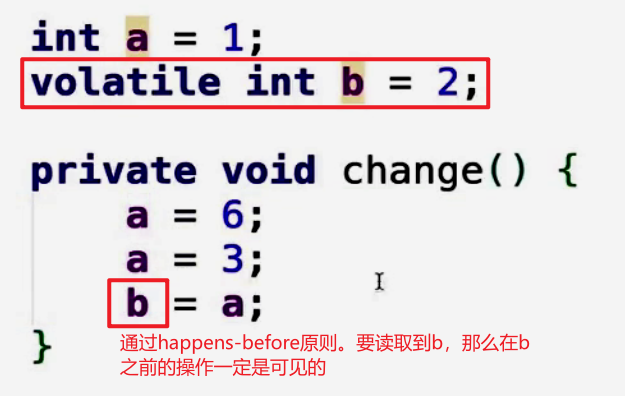 int a = 1;
volatile int b = 2;
private void change() {
a = 6;
a = 3;
b = a;
}
通过happens-before原则。要读取到b，那么在b
之前的操作一定是可见的